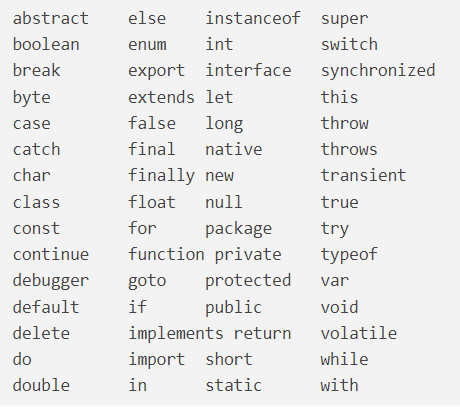 abstract else instanceof super
boolean enum int switch
break export interface synchronized
byte extends let this
case false long throw
catch final native throws
char finally new transient
class float null true
const for package try
continue function private typeof
debugger goto protected var
default if public void
delete implements return volatile
do import short while
double in static with